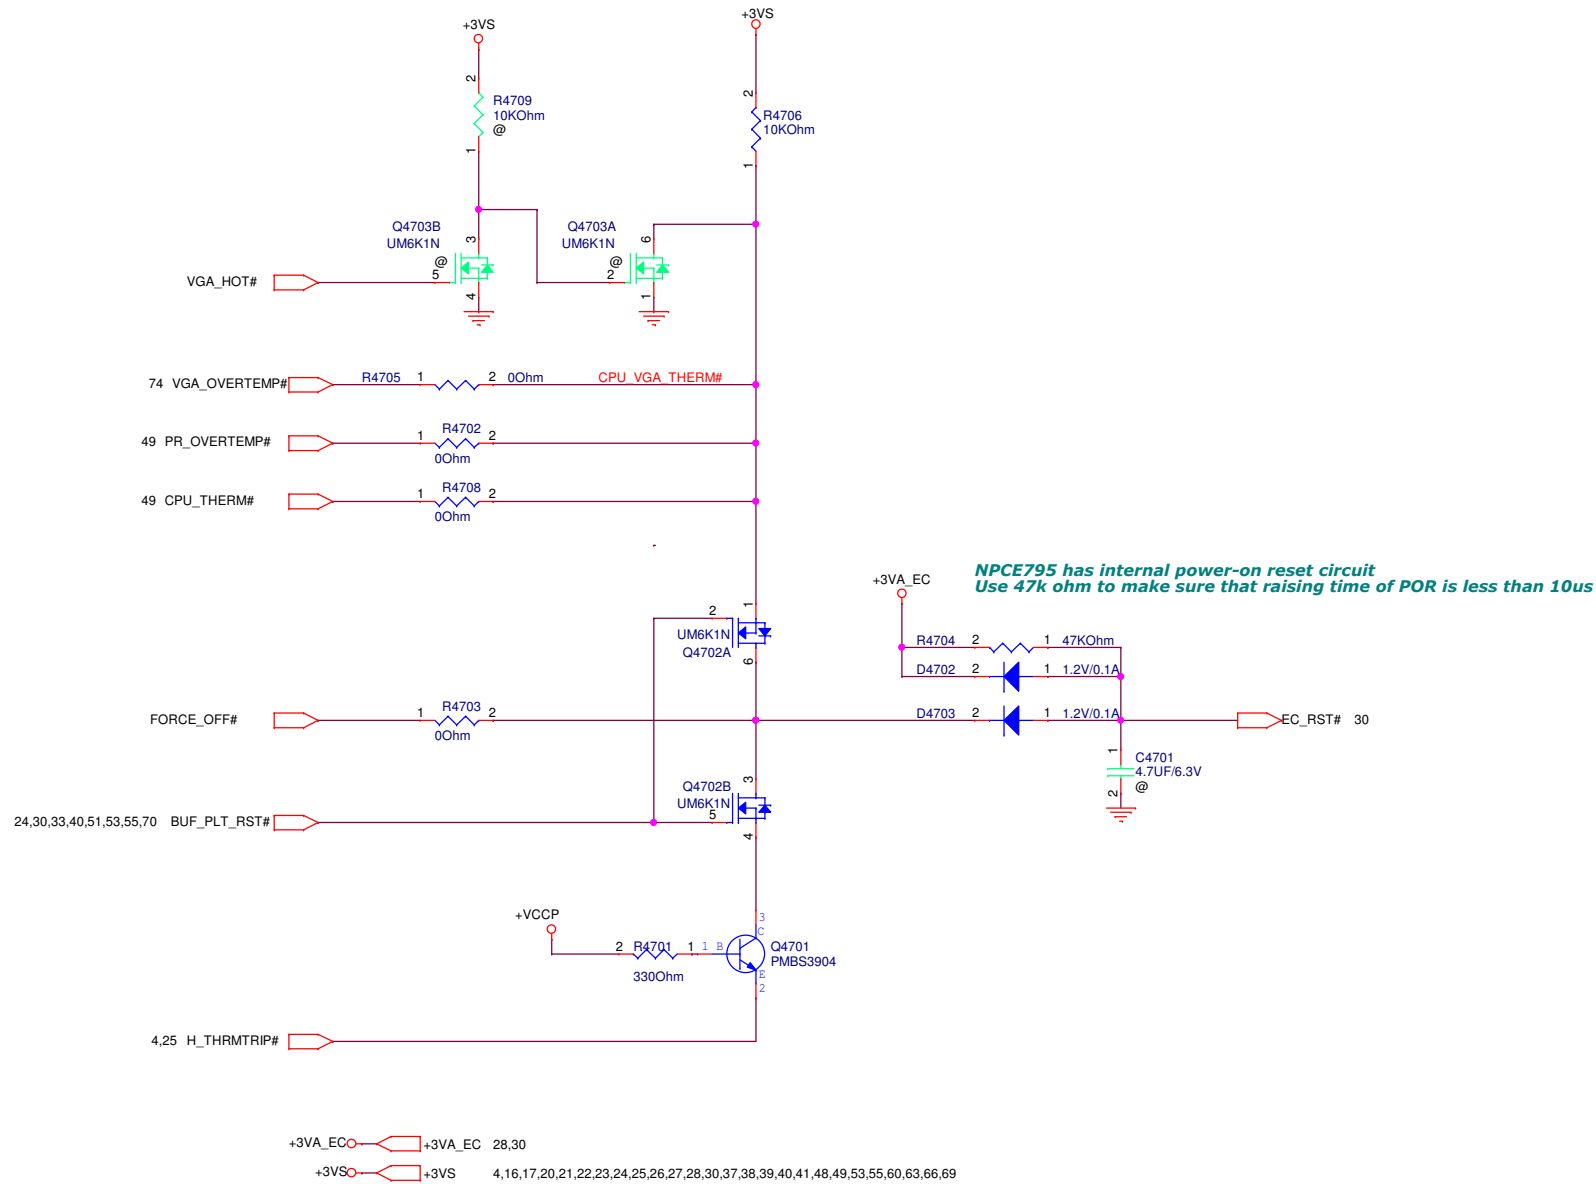 +3VS
+3VS
2
R4709
10KOhm
@
1
2
R4706
10KOhm
1
Q4703B
UM6K1N
@
3
5
4
Q4703A
UM6K1N
@
6
2
1
VGA_HOT#
74 VGA_OVERTEMP#
R4705 1 2 0Ohm
CPU_VGA_THERM#
49 PR_OVERTEMP#
1 R4702 2
0Ohm
49 CPU_THERM#
1 R4708 2
0Ohm
NPCE795 has internal power-on reset circuit
Use 47k ohm to make sure that raising time of POR is less than 10us
+3VA_EC
2
1
UM6K1N
Q4702A
6
R4704 2 1 47KOhm
D4702 2 1 1.2V/0.1A
FORCE_OFF#
1 R4703 2
0Ohm
D4703 2 1 1.2V/0.1A
EC_RST# 30
1
C4701
4.7UF/6.3V
@
2
Q4702B
UM6K1N
3
5
4
24,30,33,40,51,53,55,70 BUF_PLT_RST#
+VCCP
2 R4701 1
330Ohm
1 B
3
C
Q4701
PMBS3904
E
2
4,25 H_THRMTRIP#
+3VA_EC +3VA_EC 28,30
+3VS +3VS 4,16,17,20,21,22,23,24,25,26,27,28,30,37,38,39,40,41,48,49,53,55,60,63,66,69